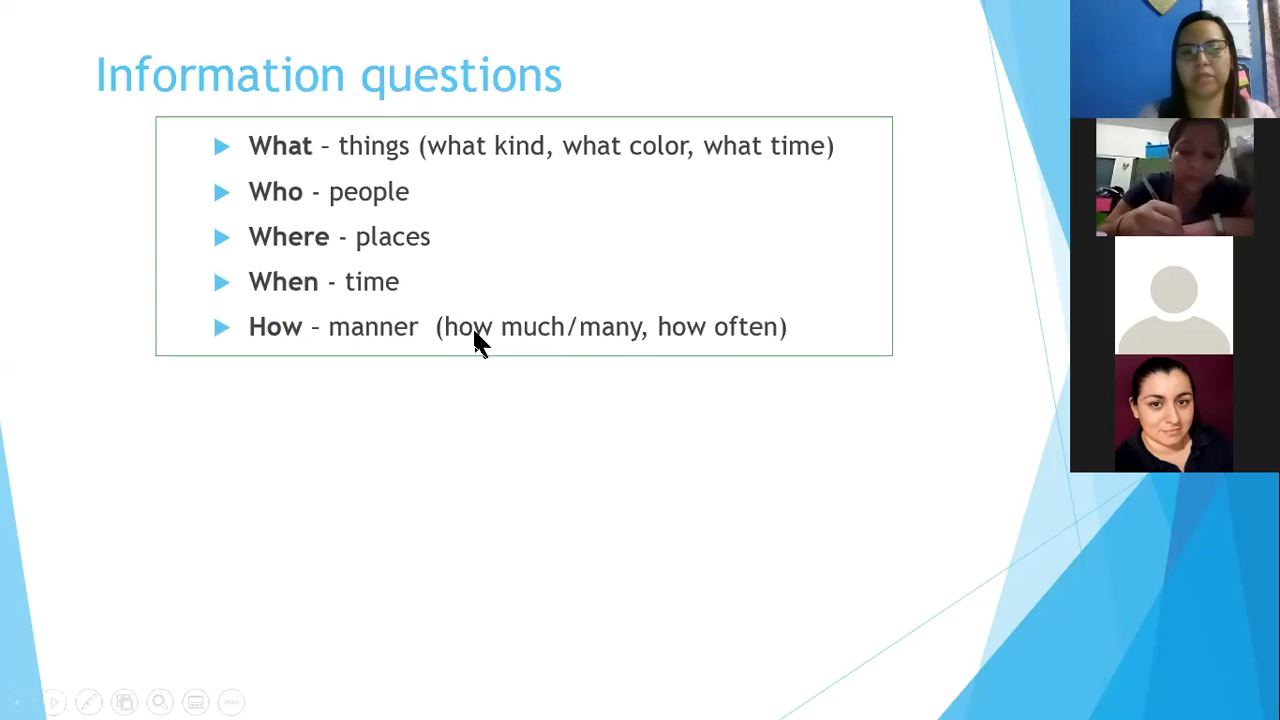 Information questions
What – things (what kind, what color, what time)
Who - people
Where - places
When - time
How – manner (how much/many, how often)